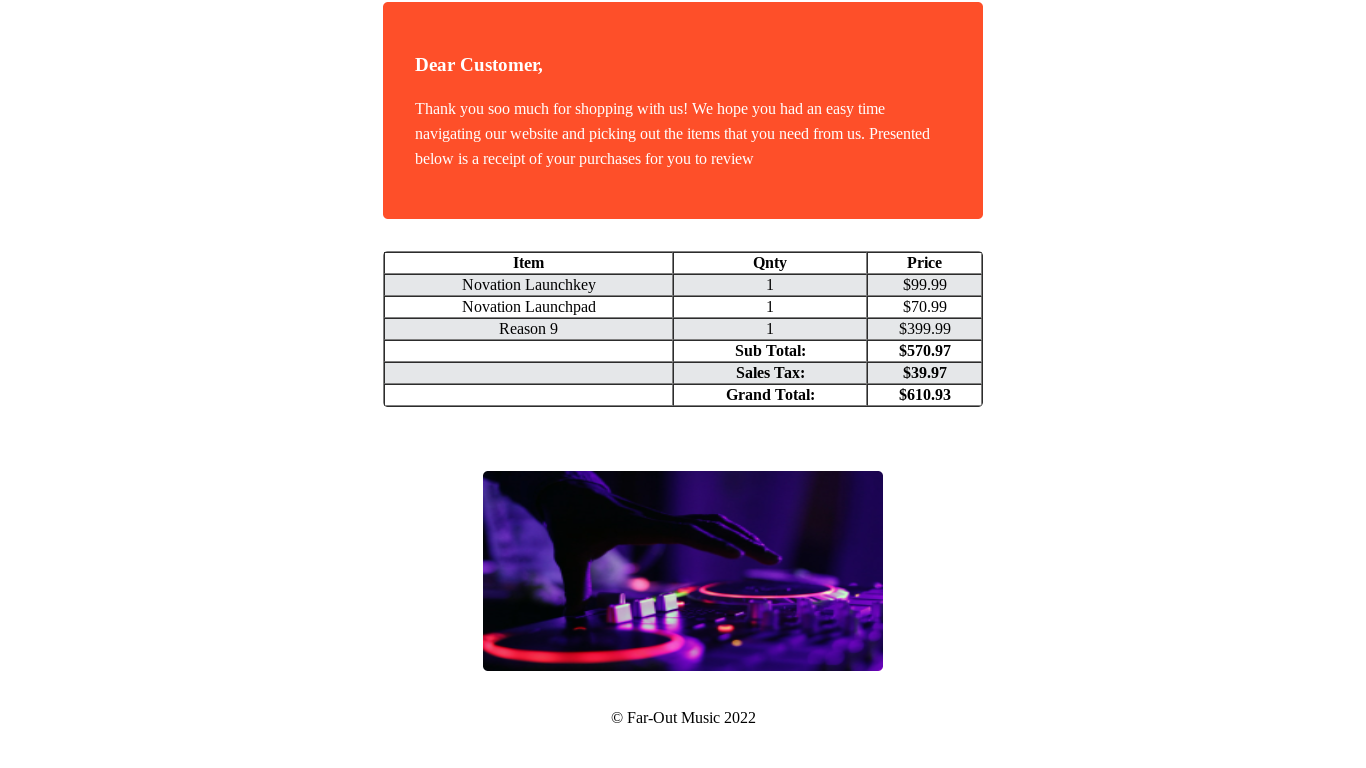 Dear Customer,
Thank you soo much for shopping with us! We hope you had an easy time
navigating our website and picking out the items that you need from us. Presented
below is a receipt of your purchases for you to review
Item Qnty Price
Novation Launchkey 1 $99.99
Novation Launchpad 1 $70.99
Reason 9 1 $399.99
Sub Total: $570.97
Sales Tax: $39.97
Grand Total: $610.93
© Far-Out Music 2022